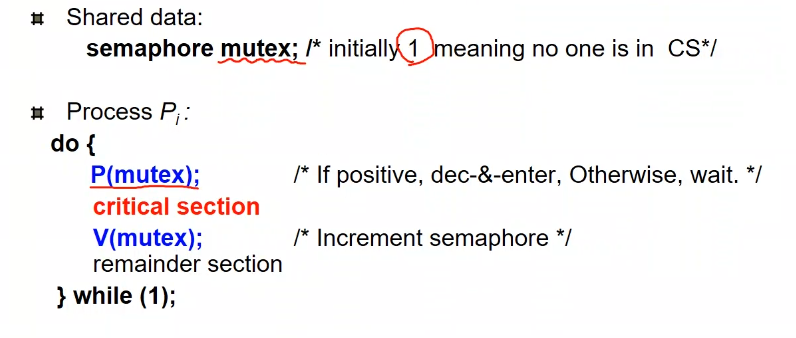 Shared data:
semaphore mutex; /* initially 1 meaning no one is in CS*/
Process Pi:
do {
P(mutex); /* If positive, dec-&-enter, Otherwise, wait. */
critical section
V(mutex); /* Increment semaphore */
remainder section
} while (1);